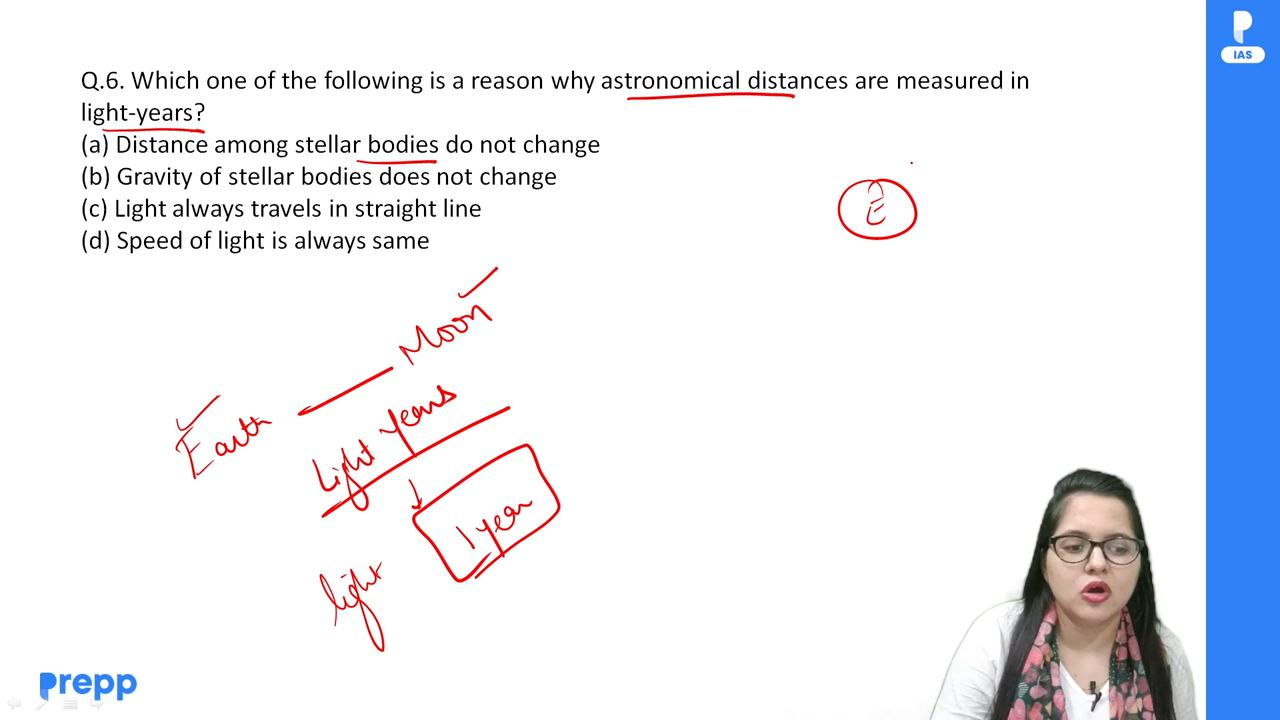 P
IAS
Q.6. Which one of the following is a reason why astronomical distances are measured in
light-years?
(a) Distance among stellar bodies do not change
(b) Gravity of stellar bodies does not change
(c) Light always travels in straight line
(d) Speed of light is always same
E
Moon
Earth
Light years
1 year
light
Prepp